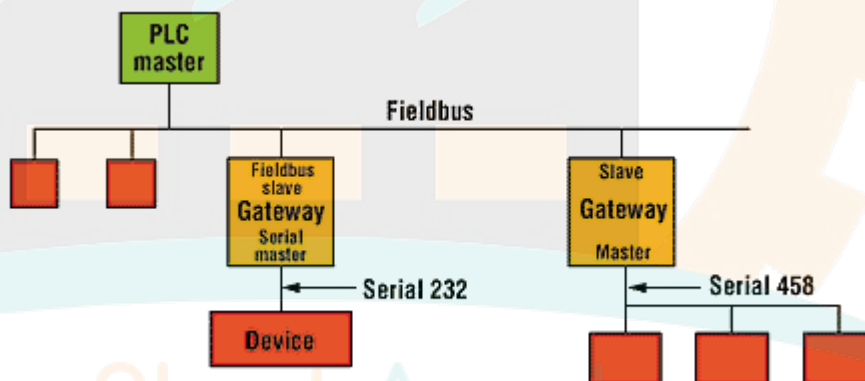 PLC
master
Fieldbus
Fieldbus
slave
Gateway
Serial
master
Slave
Gateway
Master
Serial 232
Serial 458
Device